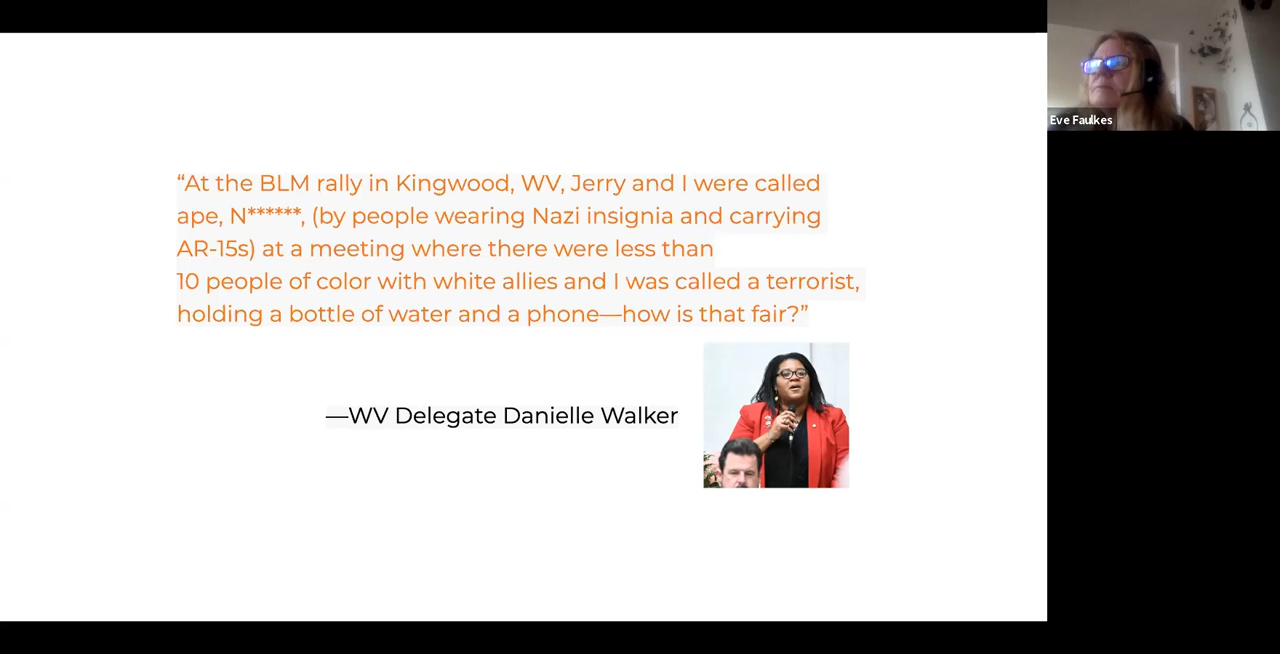 “At the BLM rally in Kingwood, WV, Jerry and I were called
ape, N******, (by people wearing Nazi insignia and carrying
AR-15s) at a meeting where there were less than
10 people of color with white allies and I was called a terrorist,
holding a bottle of water and a phone—how is that fair?”
—WV Delegate Danielle Walker
Eve Faulkes